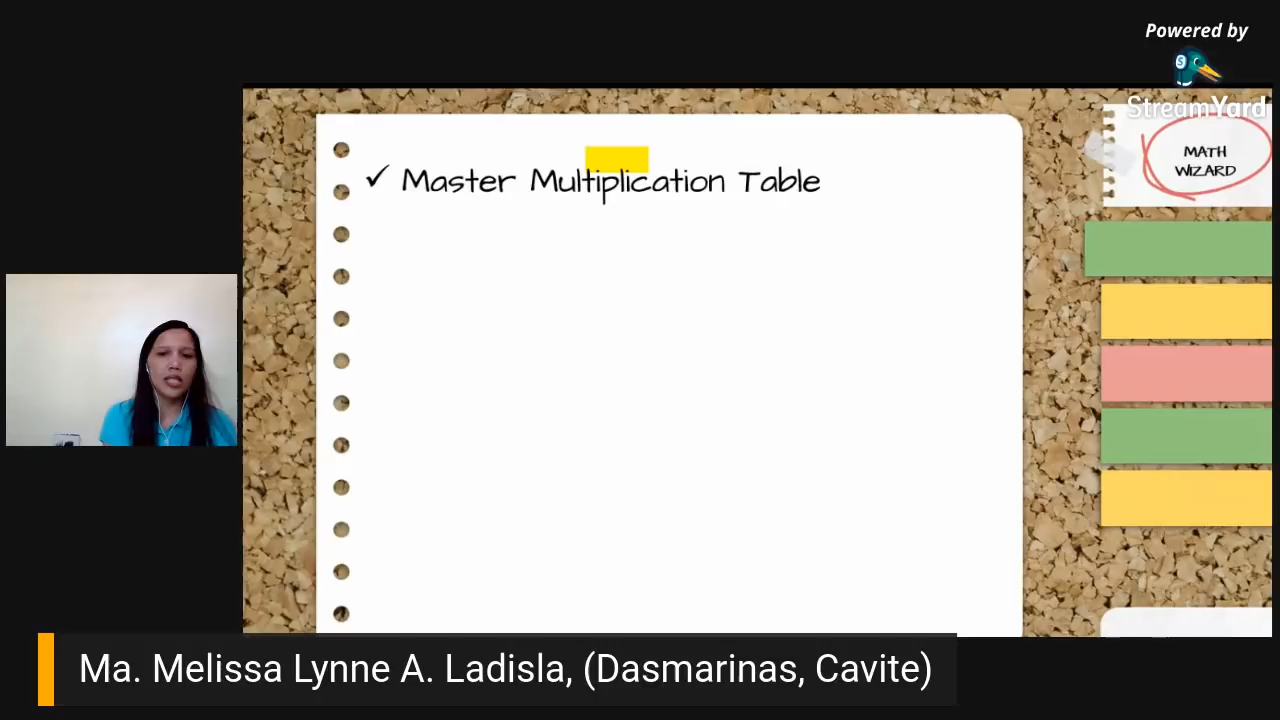 Powered by
StreamYard
MATH
WIZARD
✓ Master Multiplication Table
Ma. Melissa Lynne A. Ladisla, (Dasmarinas, Cavite)